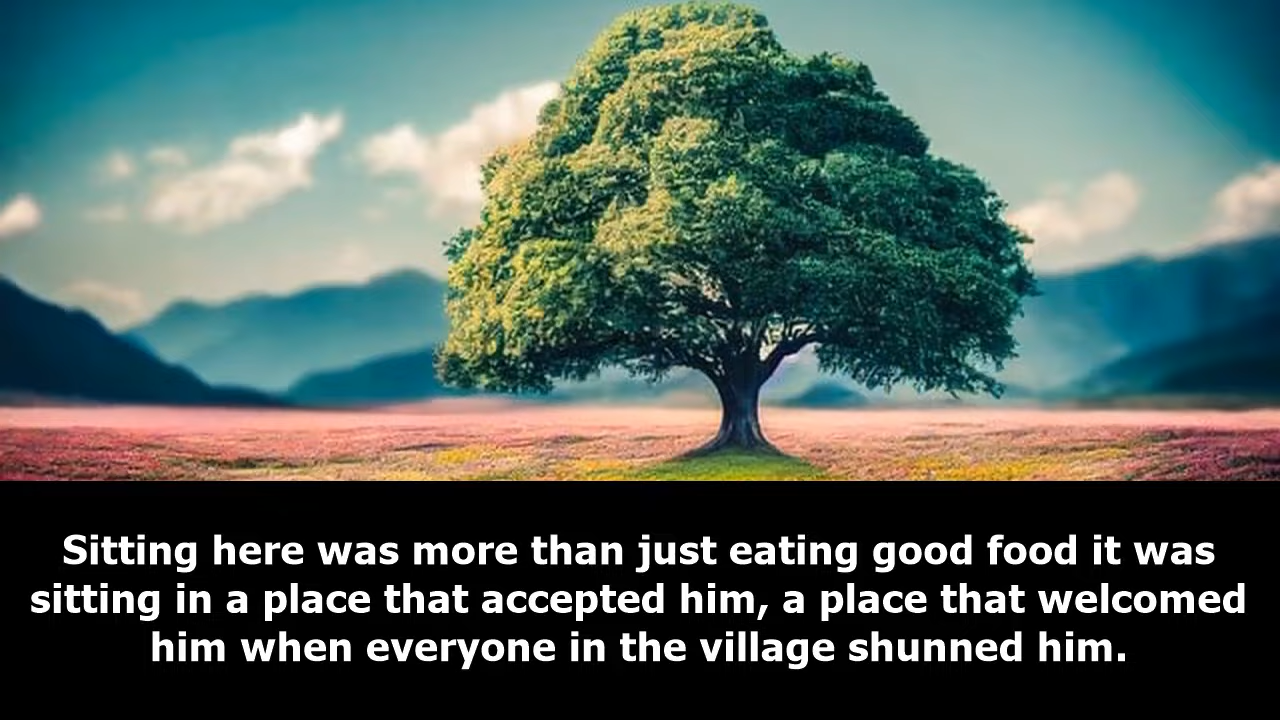 Sitting here was more than just eating good food it was
sitting in a place that accepted him, a place that welcomed
him when everyone in the village shunned him.